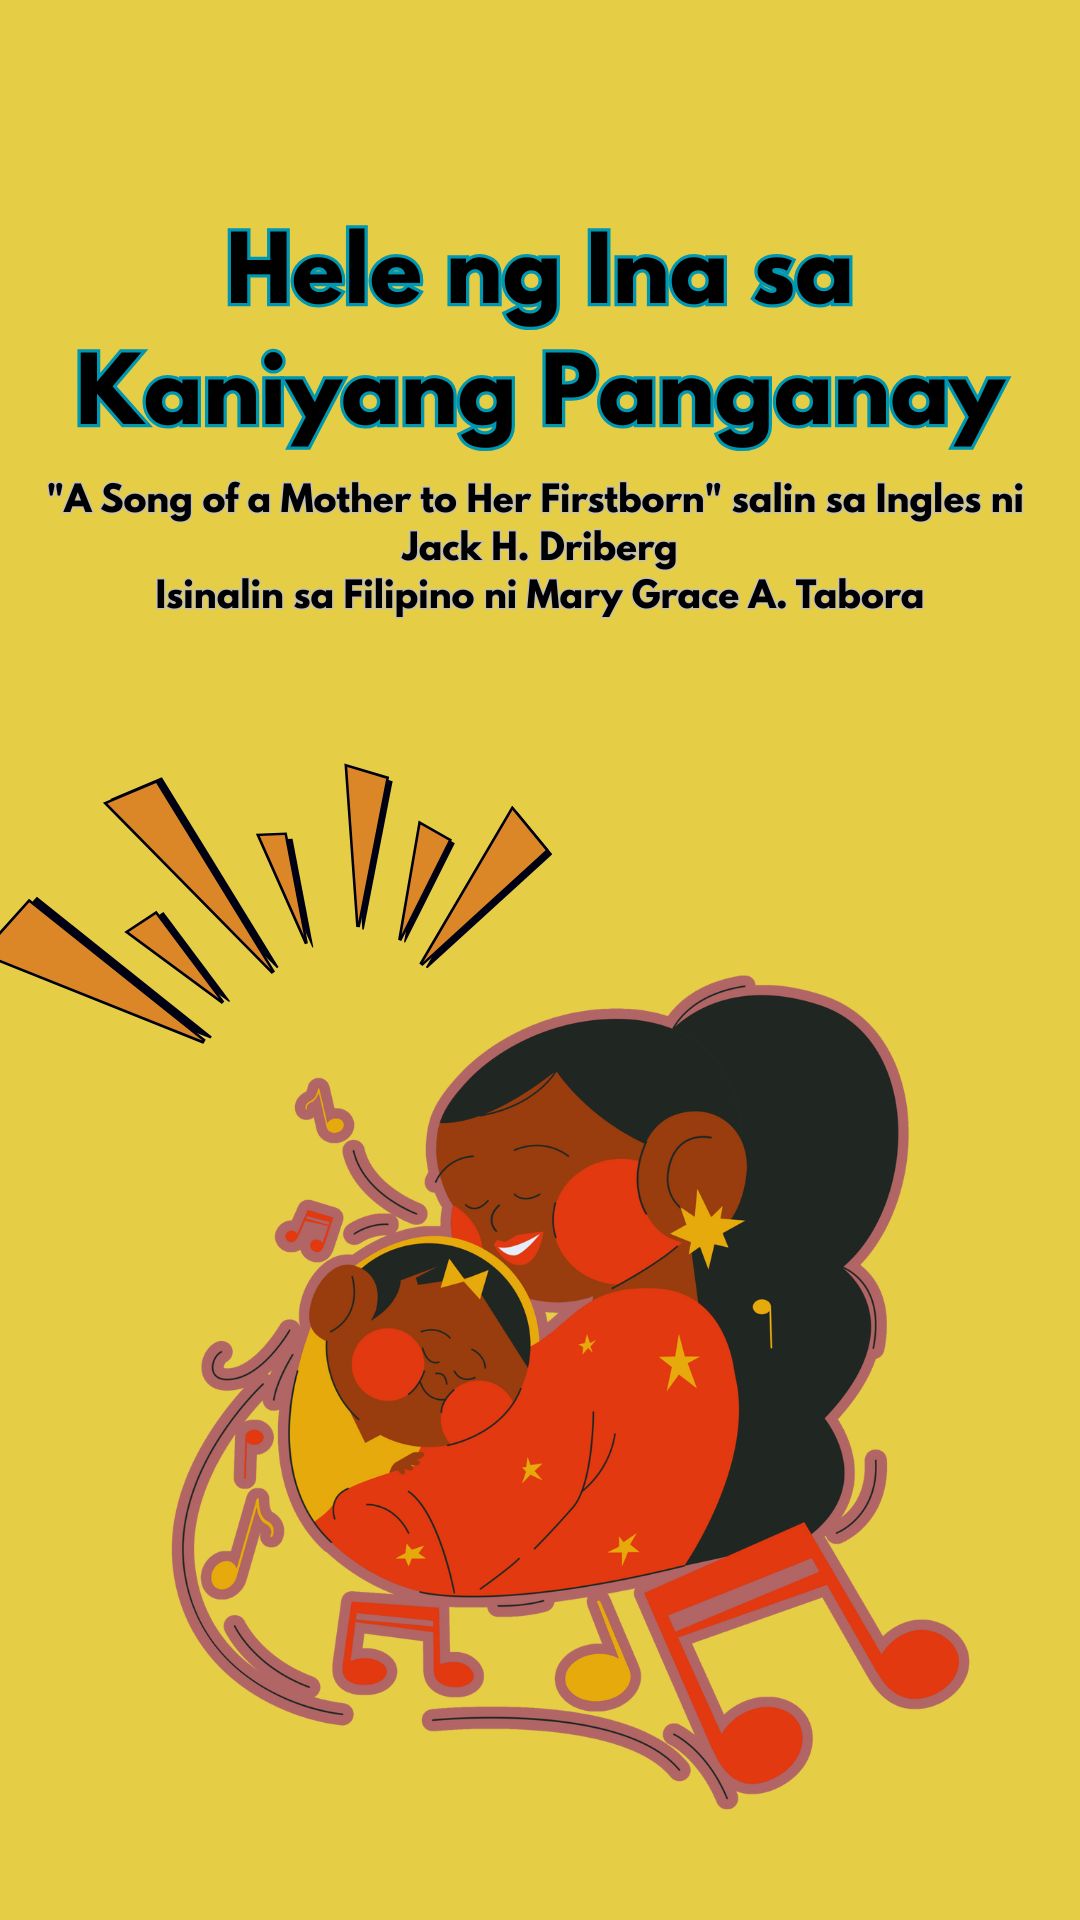 Hele ng Ina sa
Kaniyang Panganay
"A Song of a Mother to Her Firstborn" salin sa Ingles ni
Jack H. Driberg
Isinalin sa Filipino ni Mary Grace A. Tabora